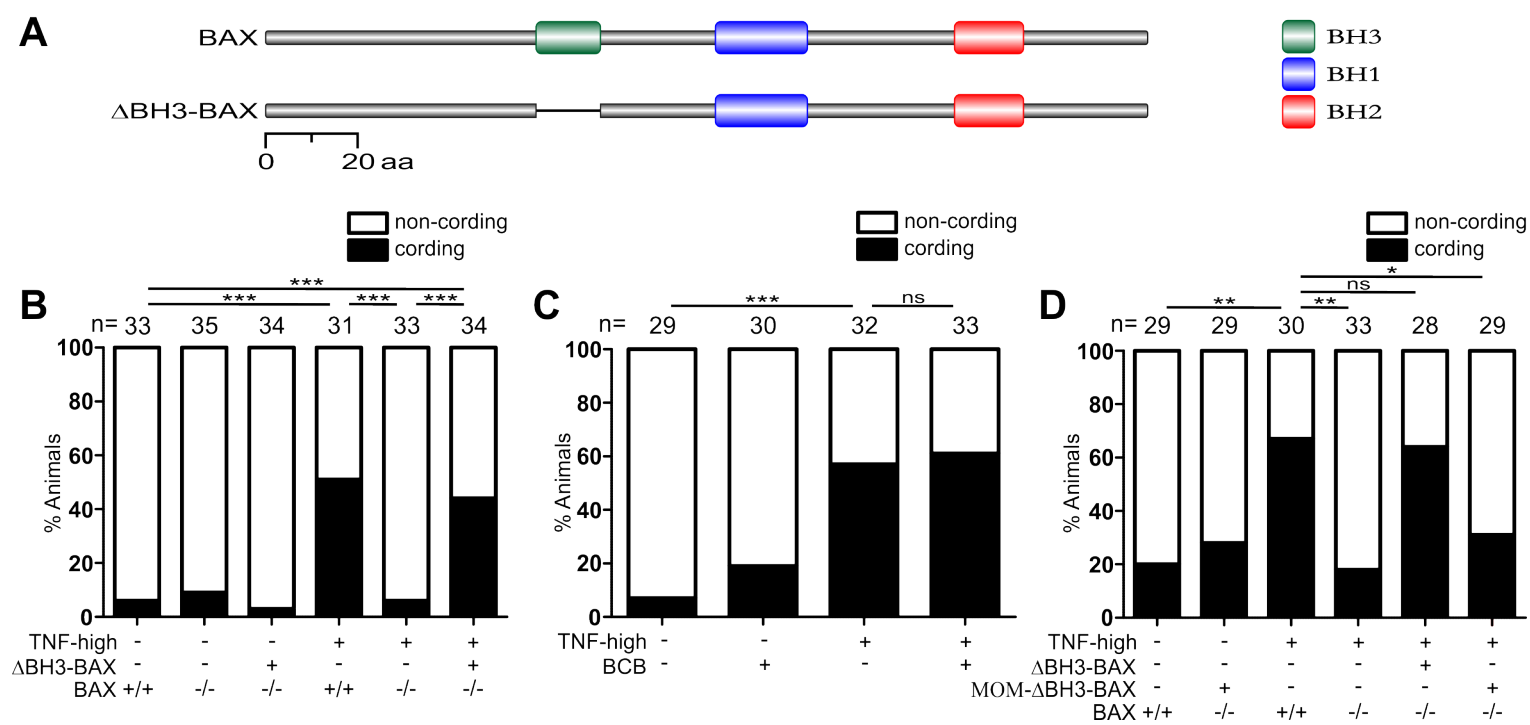 A
BAX
ΔBH3-BAX
0 20 aa
BH3
BH1
BH2
non-cording
cording
B
***
***
***
***
n= 33 35 34 31 33 34
100
80
60
40
20
0
% Animals
TNF-high - - - + + +
ΔBH3-BAX - - + - - +
BAX +/+ -/- -/- +/+ -/- -/-
non-cording
cording
C
*** ns
n= 29 30 32 33
100
80
60
40
20
0
% Animals
TNF-high - - + +
BCB - + - +
non-cording
cording
D
*
ns
** **
n= 29 29 30 33 28 29
100
80
60
40
20
0
% Animals
TNF-high - - + + + +
ΔBH3-BAX - - - - + -
MOM-ΔBH3-BAX - + - - - +
BAX +/+ -/- +/+ -/- -/- -/-